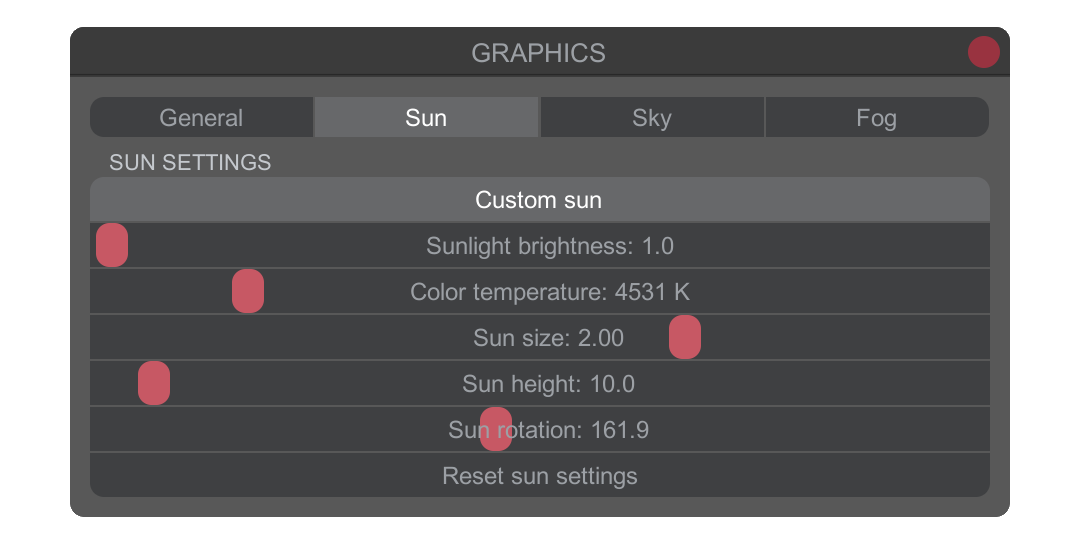 GRAPHICS
General Sun Sky Fog
SUN SETTINGS
Custom sun
Sunlight brightness: 1.0
Color temperature: 4531 K
Sun size: 2.00
Sun height: 10.0
Sun rotation: 161.9
Reset sun settings